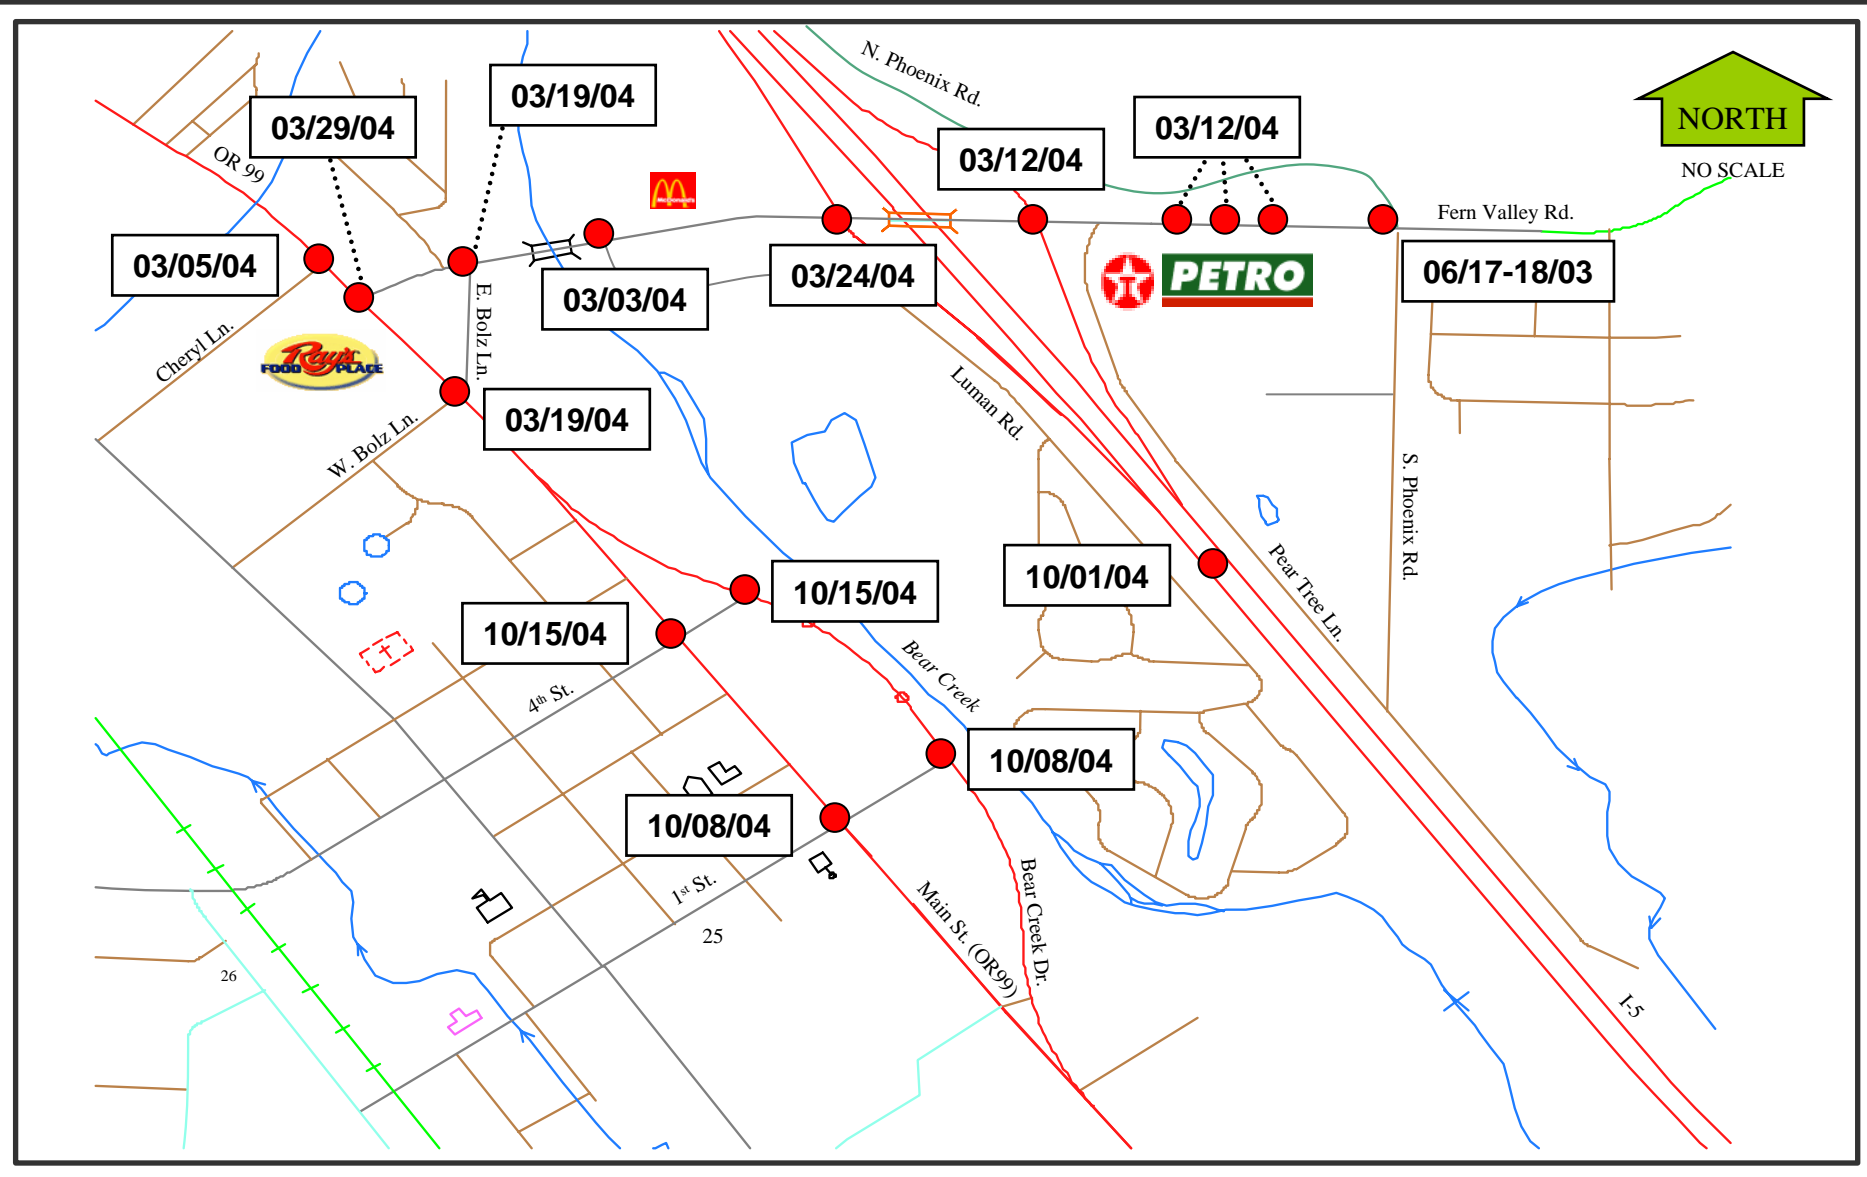 N. Phoenix Rd.
03/19/04
03/29/04
03/12/04
03/12/04
NORTH
NO SCALE
OR 99
McDonald's
Fern Valley Rd.
03/05/04
03/03/04
03/24/04
PETRO
06/17-18/03
E. Bolz Ln.
Cheryl Ln.
Ray's
FOOD PLACE
03/19/04
Luman Rd.
W. Bolz Ln.
S. Phoenix Rd.
10/01/04
10/15/04
Pear Tree Ln.
10/15/04
Bear Creek
4th St.
10/08/04
10/08/04
1st St.
Main St. (OR99)
Bear Creek Dr.
25
26
I-5